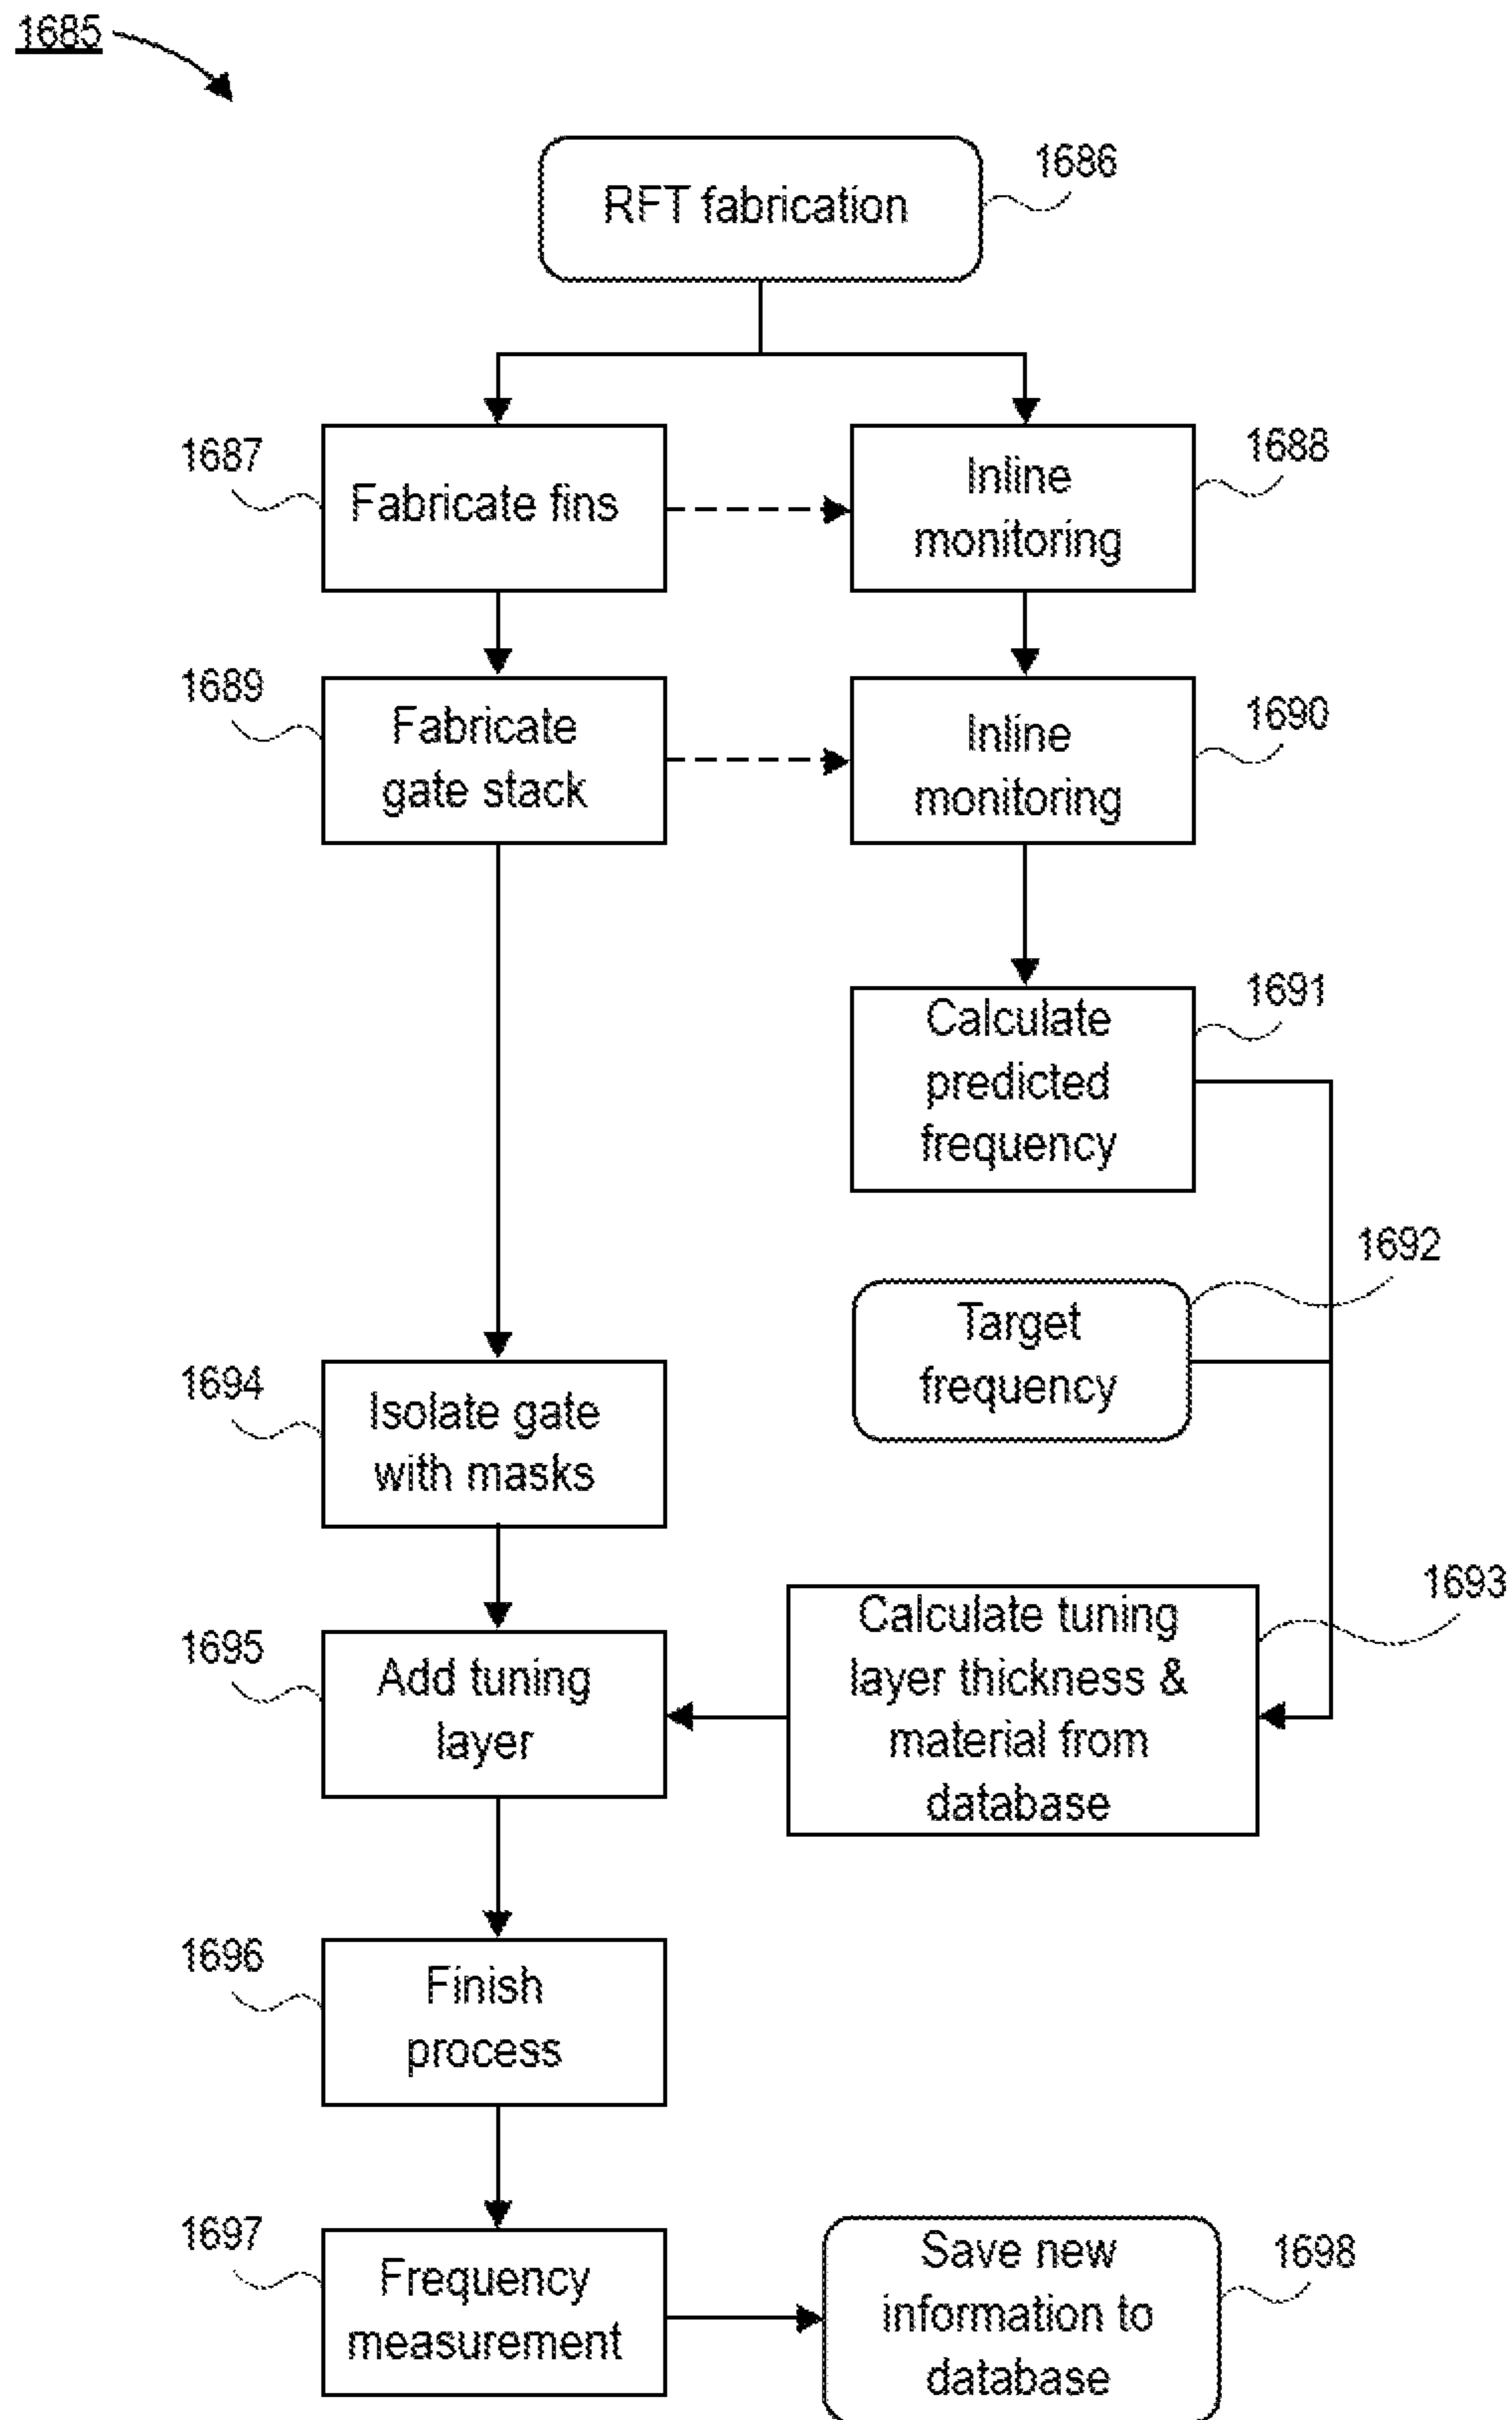 1685
RFT fabrication
1686
1687
Fabricate fins
Inline
monitoring
1688
1689
Fabricate
gate stack
Inline
monitoring
1690
Calculate
predicted
frequency
1691
Target
frequency
1692
1694
Isolate gate
with masks
Calculate tuning
layer thickness &
material from
database
1693
1695
Add tuning
layer
1696
Finish
process
1697
Frequency
measurement
Save new
information to
database
1698